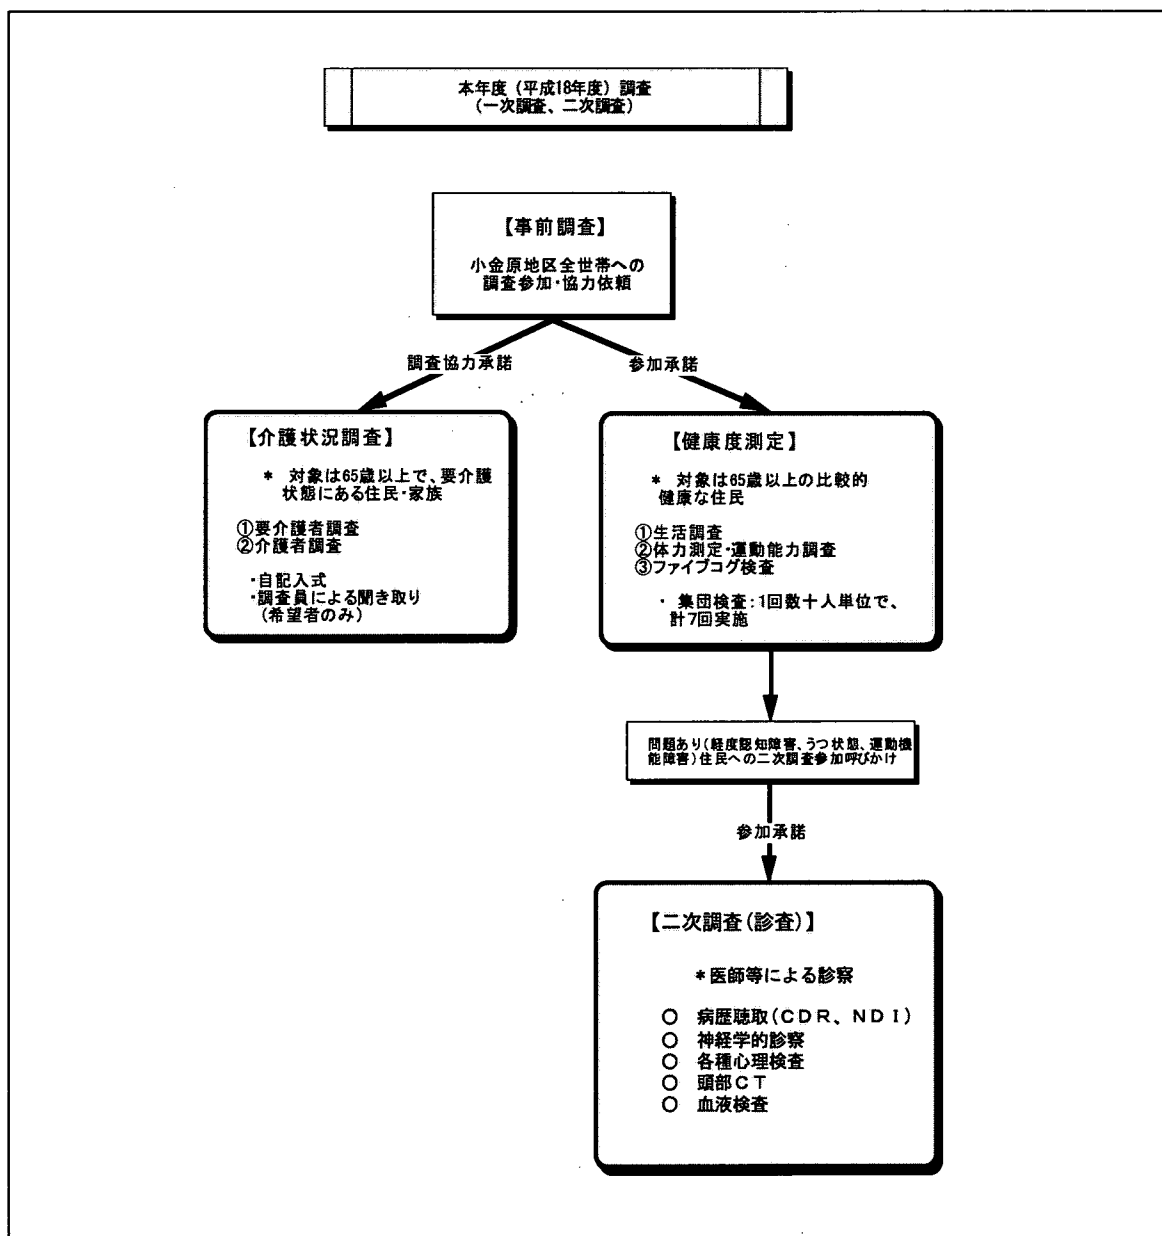 本年度（平成18年度）調査
（一次調査、二次調査）
【事前調査】
小金原地区全世帯への
調査参加・協力依頼
調査協力承諾
参加承諾
【介護状況調査】
＊ 対象は65歳以上で、要介護
状態にある住民・家族
①要介護者調査
②介護者調査
・自記入式
・調査員による聞き取り
（希望者のみ）
【健康度測定】
＊ 対象は65歳以上の比較的
健康な住民
①生活調査
②体力測定・運動能力調査
③ファイブコグ検査
・ 集団検査：1回数十人単位で、
計7回実施
問題あり（軽度認知障害、うつ状態、運動機
能障害）住民への二次調査参加呼びかけ
参加承諾
【二次調査（診査）】
＊医師等による診察
○ 病歴聴取（ＣＤＲ、ＮＤＩ）
○ 神経学的診察
○ 各種心理検査
○ 頭部ＣＴ
○ 血液検査